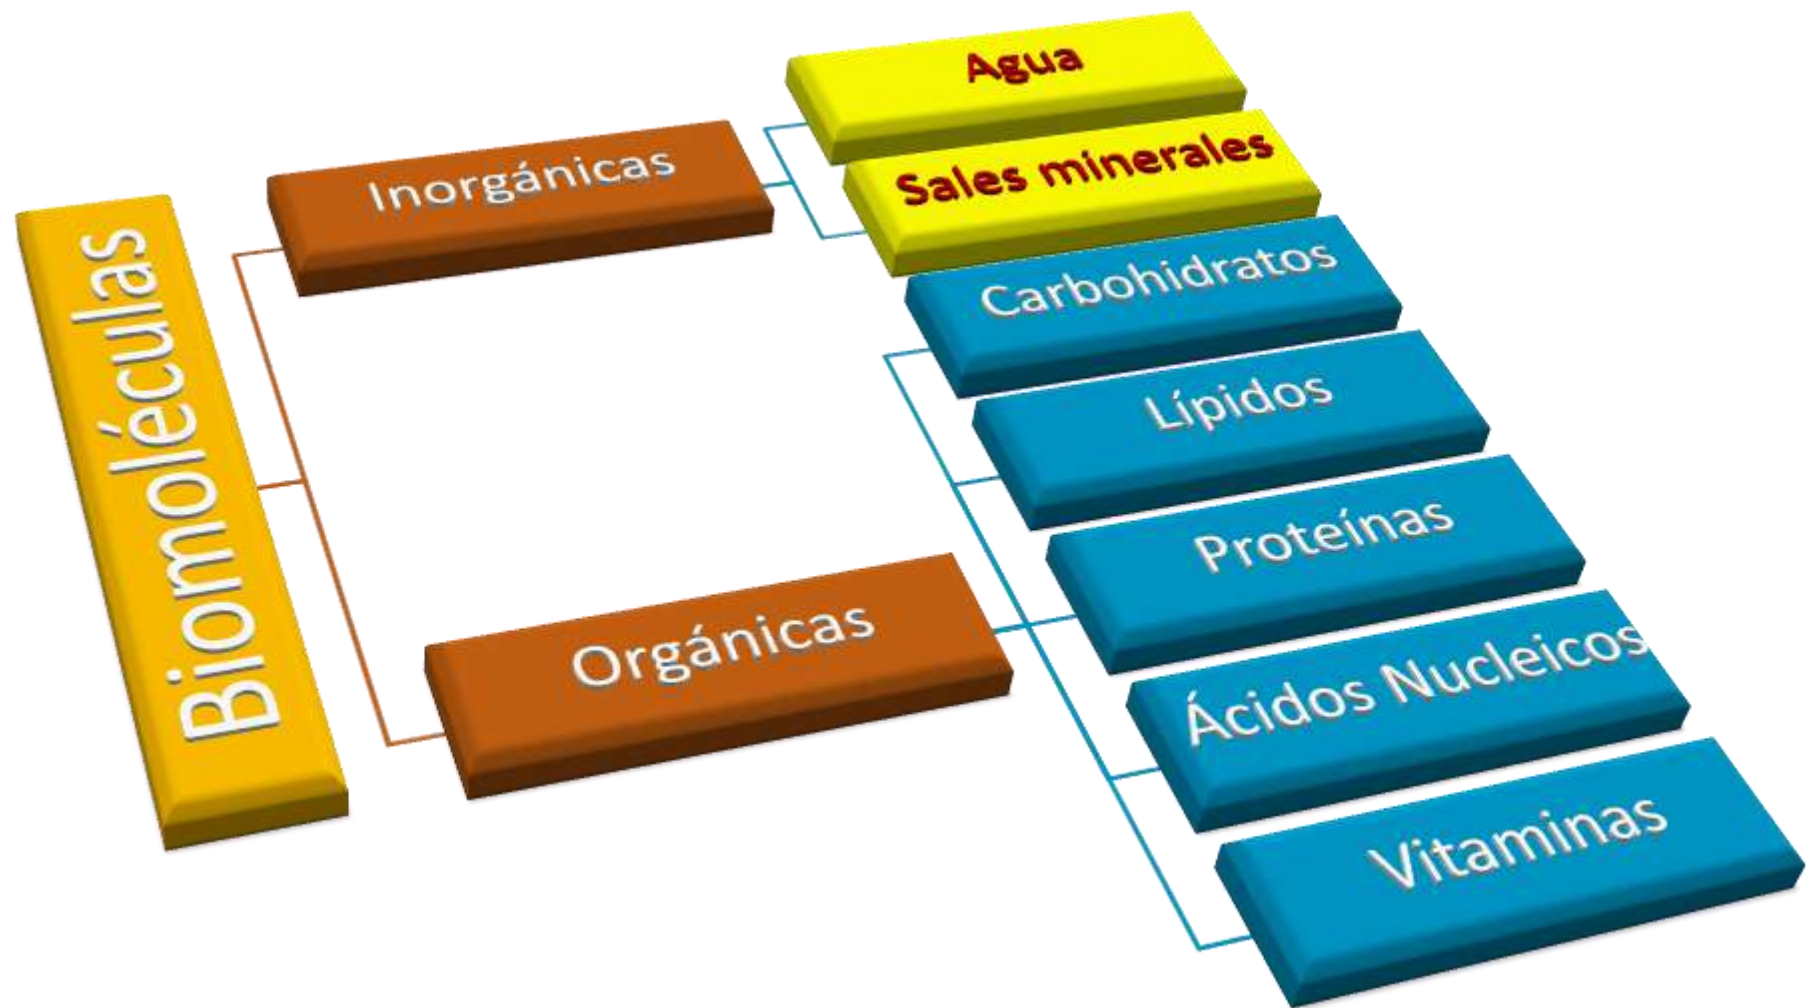 Biomoléculas
Inorgánicas
Agua
Sales minerales
Orgánicas
Carbohidratos
Lípidos
Proteínas
Ácidos Nucleicos
Vitaminas